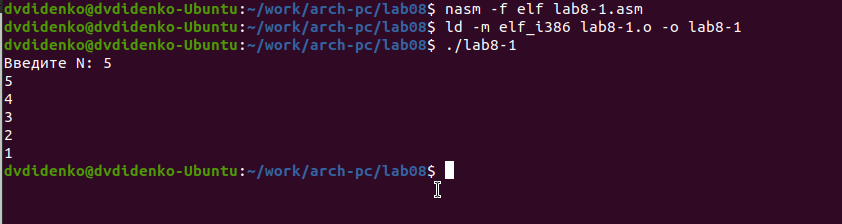 dvdidenko@dvdidenko-Ubuntu:~/work/arch-pc/lab08$ nasm -f elf lab8-1.asm
dvdidenko@dvdidenko-Ubuntu:~/work/arch-pc/lab08$ ld -m elf_i386 lab8-1.o -o lab8-1
dvdidenko@dvdidenko-Ubuntu:~/work/arch-pc/lab08$ ./lab8-1
Введите N: 5
5
4
3
2
1
dvdidenko@dvdidenko-Ubuntu:~/work/arch-pc/lab08$